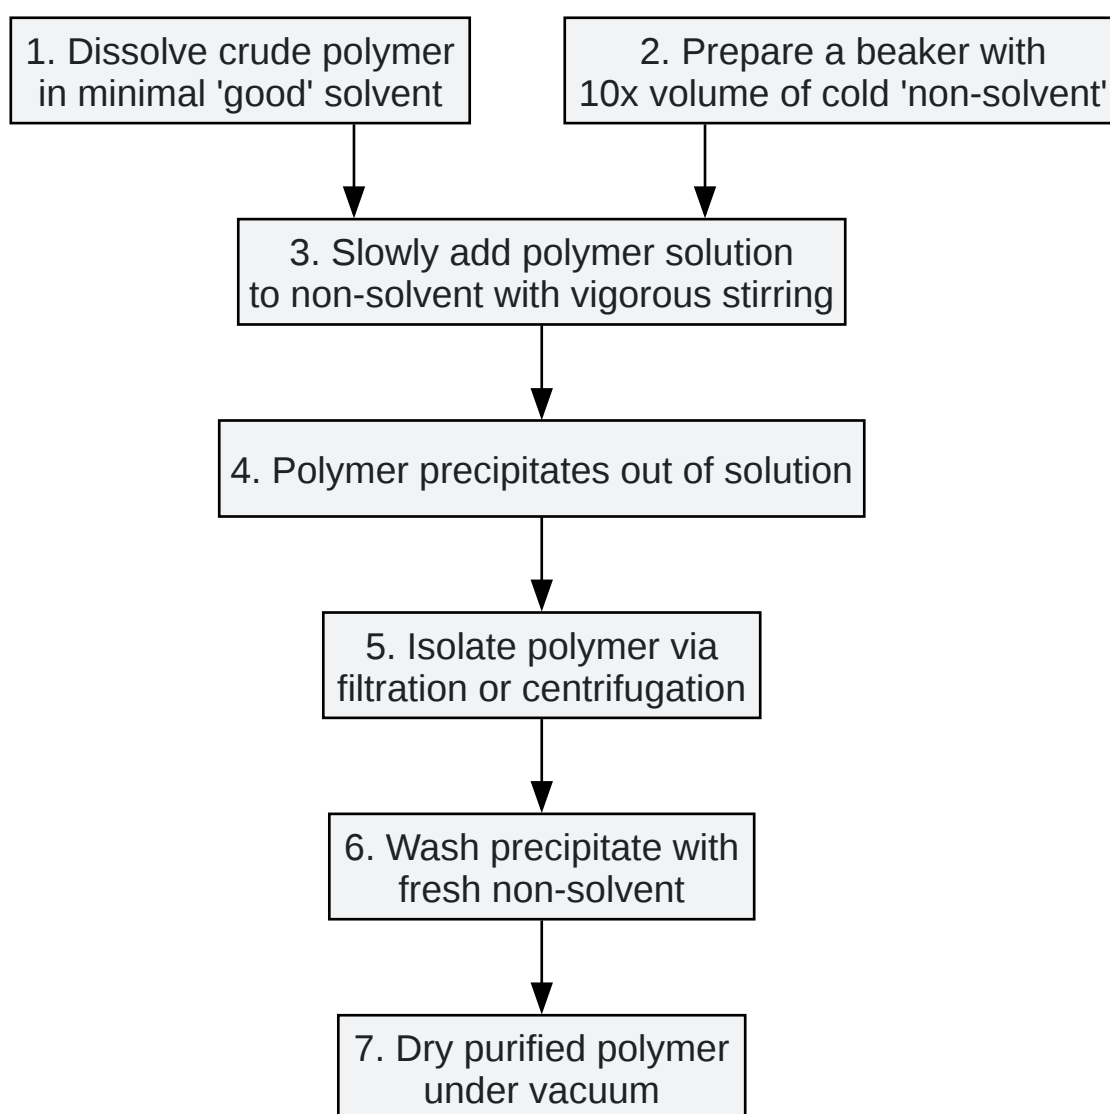 1. Dissolve crude polymer
in minimal 'good' solvent
2. Prepare a beaker with
10x volume of cold 'non-solvent'
3. Slowly add polymer solution
to non-solvent with vigorous stirring
4. Polymer precipitates out of solution
5. Isolate polymer via
filtration or centrifugation
6. Wash precipitate with
fresh non-solvent
7. Dry purified polymer
under vacuum